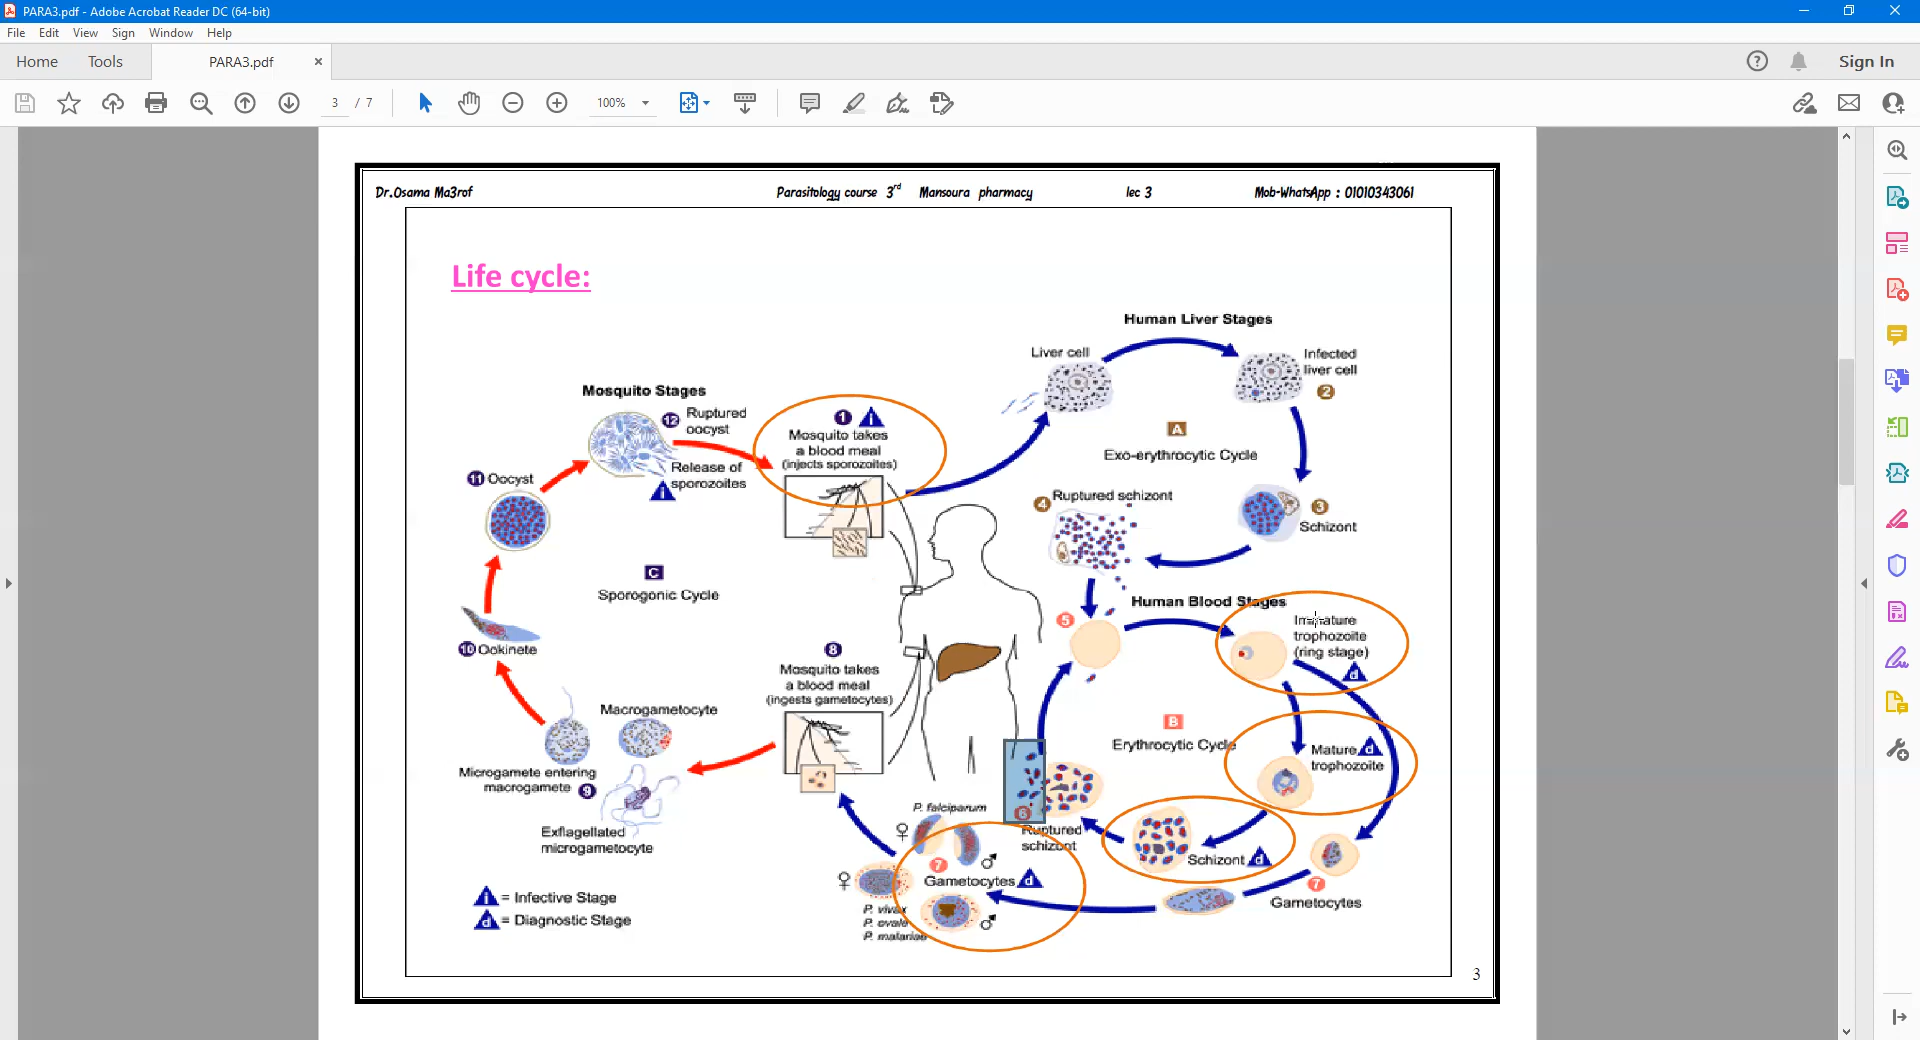 PARA3.pdf - Adobe Acrobat Reader DC (64-bit)
File Edit View Sign Window Help
Home Tools PARA3.pdf × Sign In
3 / 7 100%
Dr.Osama Ma3rof Parasitology course 3rd Mansoura pharmacy lec 3 Mob-WhatsApp : 01010343061
Life cycle:
Human Liver Stages
Liver cell
Infected
liver cell
2
A
Exo-erythrocytic Cycle
4 Ruptured schizont
3
Schizont
Mosquito Stages
12 Ruptured
oocyst
Release of
sporozoites
i
11 Oocyst
1 i
Mosquito takes
a blood meal
(injects sporozoites)
C
Sporogonic Cycle
10 Ookinete
8
Mosquito takes
a blood meal
(ingests gametocytes)
Macrogametocyte
Microgamete entering
macrogamete 9
Exflagellated
microgametocyte
Human Blood Stages
5
Immature
trophozoite
(ring stage)
d
B
Erythrocytic Cycle
Mature d
trophozoite
6
Ruptured
schizont
Schizont d
7
Gametocytes
P. falciparum
♀
7
♂
Gametocytes d
♀
♂
P. vivax
P. ovale
P. malariae
i = Infective Stage
d = Diagnostic Stage
3